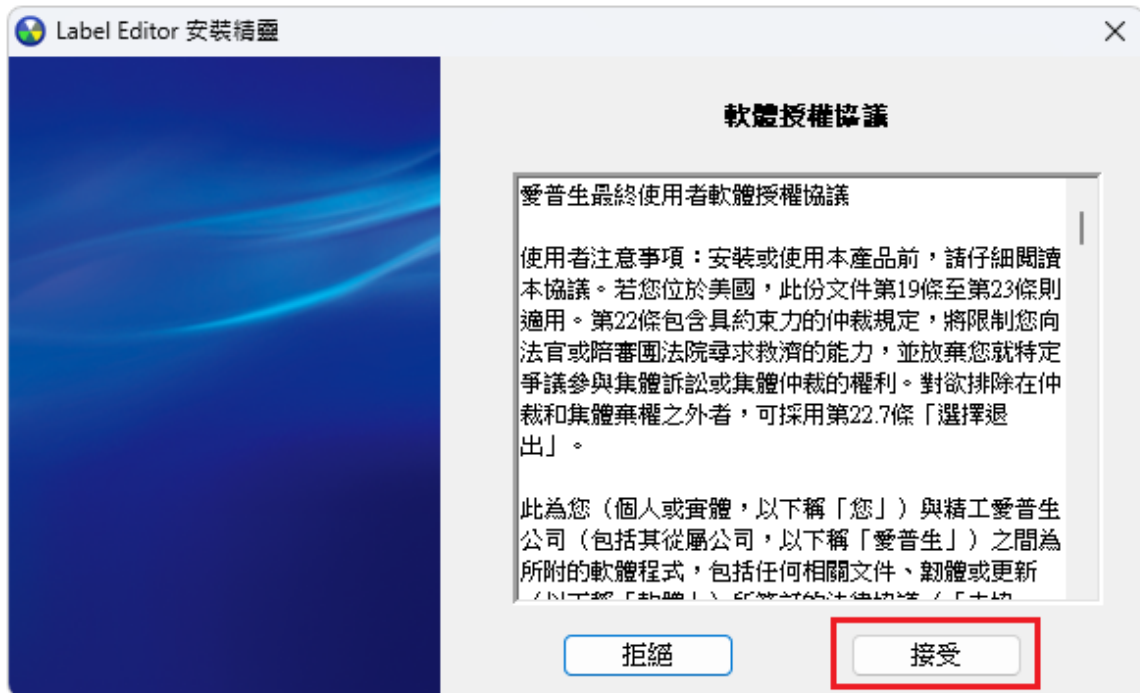 Label Editor 安裝精靈
軟體授權協議
愛普生最終使用者軟體授權協議
使用者注意事項：安裝或使用本產品前，請仔細閱讀
本協議。若您位於美國，此份文件第19條至第23條則
適用。第22條包含具約束力的仲裁規定，將限制您向
法官或陪審團法院尋求救濟的能力，並放棄您就特定
爭議參與集體訴訟或集體仲裁的權利。對欲排除在仲
裁和集體棄權之外者，可採用第22.7條「選擇退
出」。
此為您（個人或實體，以下稱「您」）與精工愛普生
公司（包括其從屬公司，以下稱「愛普生」）之間為
所附的軟體程式，包括任何相關文件、韌體或更新
拒絕
接受